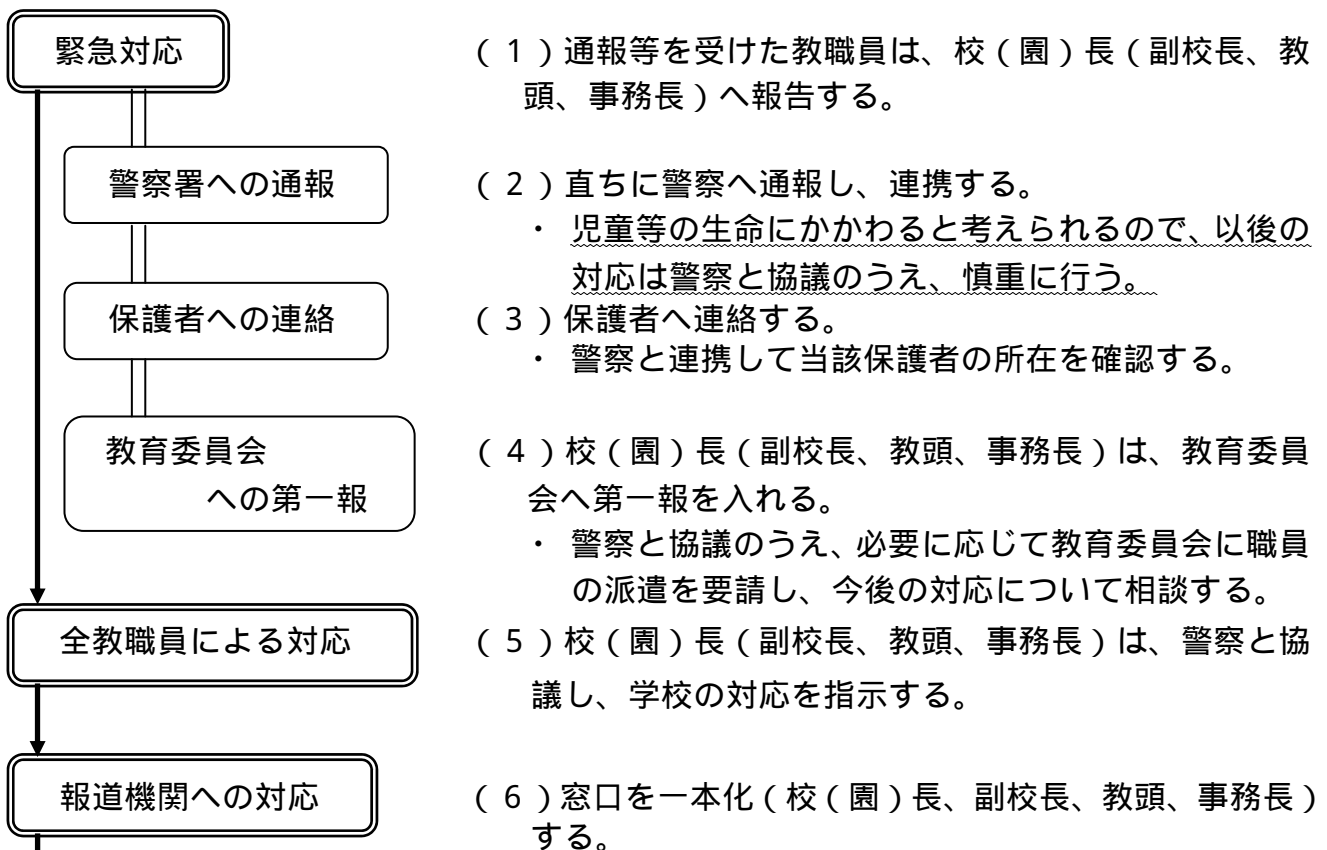 緊急対応
(1)通報等を受けた教職員は、校(園)長(副校長、教
頭、事務長)へ報告する。
警察署への通報
(2)直ちに警察へ通報し、連携する。
・ 児童等の生命にかかわると考えられるので、以後の
対応は警察と協議のうえ、慎重に行う。
保護者への連絡
(3)保護者へ連絡する。
・ 警察と連携して当該保護者の所在を確認する。
教育委員会
への第一報
(4)校(園)長(副校長、教頭、事務長)は、教育委員
会へ第一報を入れる。
・ 警察と協議のうえ、必要に応じて教育委員会に職員
の派遣を要請し、今後の対応について相談する。
全教職員による対応
(5)校(園)長(副校長、教頭、事務長)は、警察と協
議し、学校の対応を指示する。
報道機関への対応
(6)窓口を一本化(校(園)長、副校長、教頭、事務長)
する。